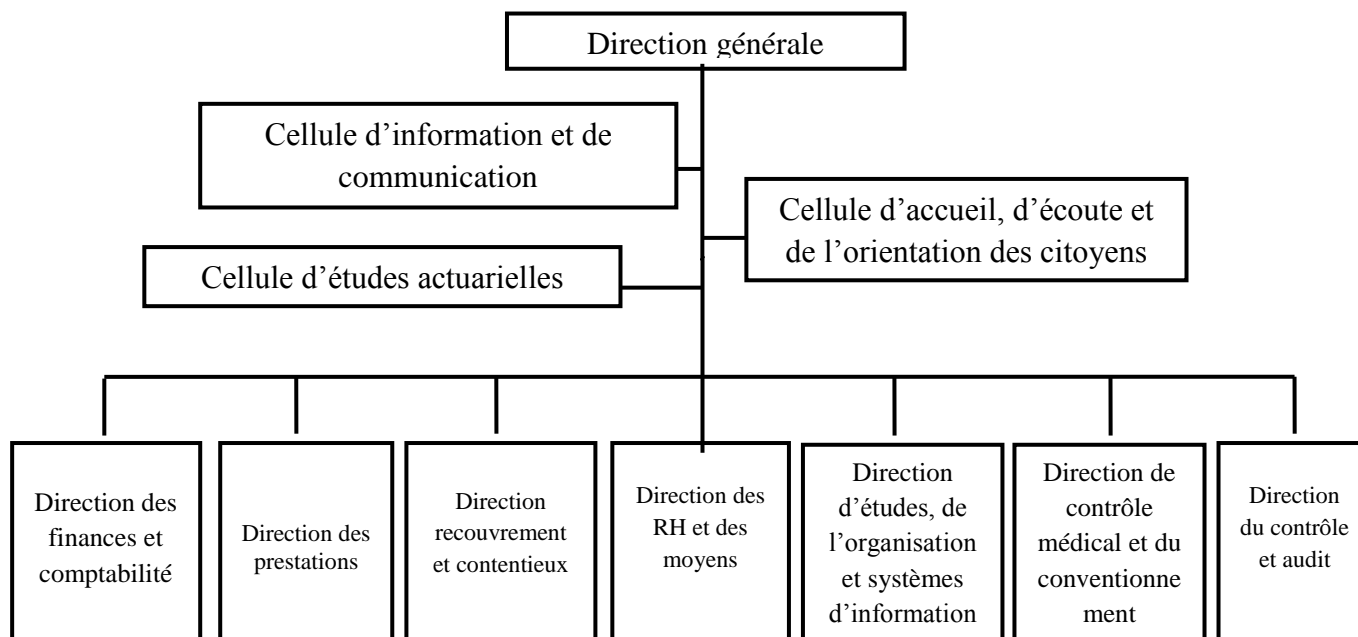 Direction générale
Cellule d’information et de
communication
Cellule d’accueil, d’écoute et
de l’orientation des citoyens
Cellule d’études actuarielles
Direction des
finances et
comptabilité
Direction des
prestations
Direction
recouvrement
et contentieux
Direction des
RH et des
moyens
Direction
d’études, de
l’organisation
et systèmes
d’information
Direction de
contrôle
médical et du
conventionne
ment
Direction
du contrôle
et audit